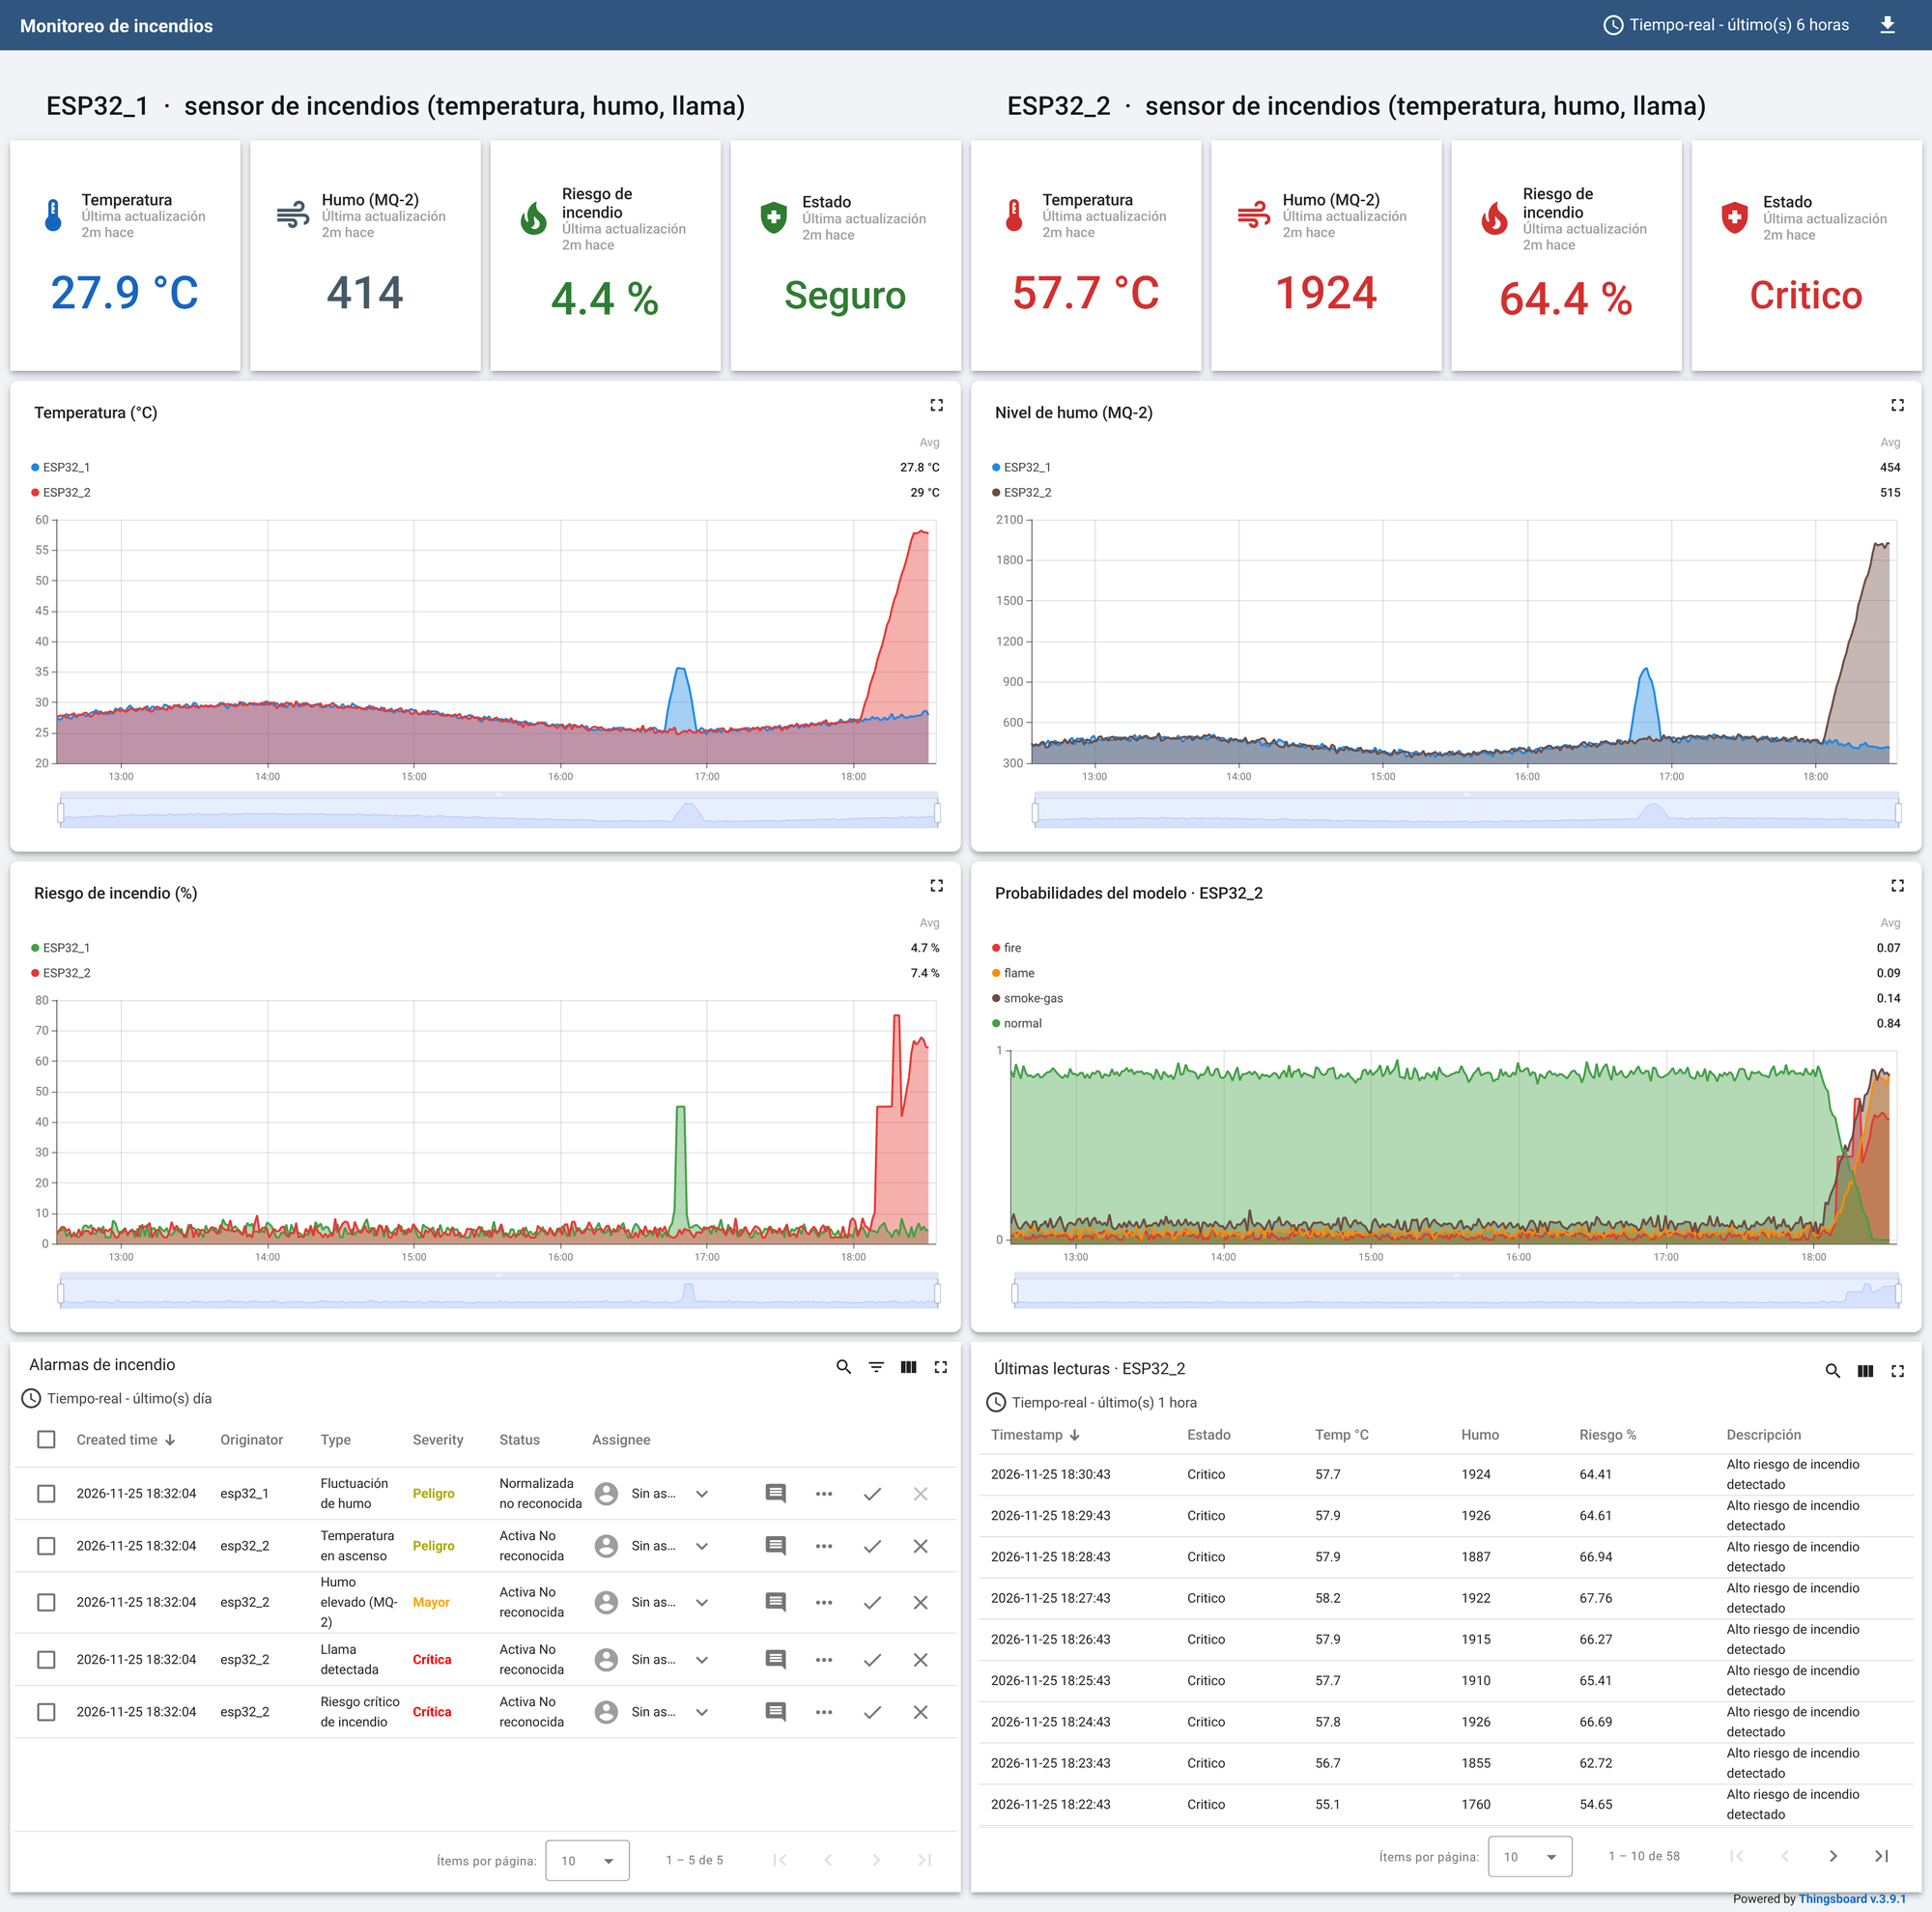 Monitoreo de incendios
Tiempo-real - último(s) 6 horas
ESP32_1 · sensor de incendios (temperatura, humo, llama)
ESP32_2 · sensor de incendios (temperatura, humo, llama)
Temperatura
Última actualización
2m hace
27.9 °C
Humo (MQ-2)
Última actualización
2m hace
414
Riesgo de
incendio
Última actualización
2m hace
4.4 %
Estado
Última actualización
2m hace
Seguro
Temperatura
Última actualización
2m hace
57.7 °C
Humo (MQ-2)
Última actualización
2m hace
1924
Riesgo de
incendio
Última actualización
2m hace
64.4 %
Estado
Última actualización
2m hace
Critico
Temperatura (°C)
Avg
ESP32_1 27.8 °C
ESP32_2 29 °C
60
55
50
45
40
35
30
25
20
13:00 14:00 15:00 16:00 17:00 18:00
Nivel de humo (MQ-2)
Avg
ESP32_1 454
ESP32_2 515
2100
1800
1500
1200
900
600
300
13:00 14:00 15:00 16:00 17:00 18:00
Riesgo de incendio (%)
Avg
ESP32_1 4.7 %
ESP32_2 7.4 %
80
70
60
50
40
30
20
10
0
13:00 14:00 15:00 16:00 17:00 18:00
Probabilidades del modelo · ESP32_2
Avg
fire 0.07
flame 0.09
smoke-gas 0.14
normal 0.84
1
0
13:00 14:00 15:00 16:00 17:00 18:00
Alarmas de incendio
Tiempo-real - último(s) día
Created time Originator Type Severity Status Assignee
2026-11-25 18:32:04 esp32_1 Fluctuación de humo Peligro Normalizada no reconocida Sin as...
2026-11-25 18:32:04 esp32_2 Temperatura en ascenso Peligro Activa No reconocida Sin as...
2026-11-25 18:32:04 esp32_2 Humo elevado (MQ-2) Mayor Activa No reconocida Sin as...
2026-11-25 18:32:04 esp32_2 Llama detectada Crítica Activa No reconocida Sin as...
2026-11-25 18:32:04 esp32_2 Riesgo crítico de incendio Crítica Activa No reconocida Sin as...
Ítems por página: 10 1 – 5 de 5
Últimas lecturas · ESP32_2
Tiempo-real - último(s) 1 hora
Timestamp Estado Temp °C Humo Riesgo % Descripción
2026-11-25 18:30:43 Critico 57.7 1924 64.41 Alto riesgo de incendio detectado
2026-11-25 18:29:43 Critico 57.9 1926 64.61 Alto riesgo de incendio detectado
2026-11-25 18:28:43 Critico 57.9 1887 66.94 Alto riesgo de incendio detectado
2026-11-25 18:27:43 Critico 58.2 1922 67.76 Alto riesgo de incendio detectado
2026-11-25 18:26:43 Critico 57.9 1915 66.27 Alto riesgo de incendio detectado
2026-11-25 18:25:43 Critico 57.7 1910 65.41 Alto riesgo de incendio detectado
2026-11-25 18:24:43 Critico 57.8 1926 66.69 Alto riesgo de incendio detectado
2026-11-25 18:23:43 Critico 56.7 1855 62.72 Alto riesgo de incendio detectado
2026-11-25 18:22:43 Critico 55.1 1760 54.65 Alto riesgo de incendio detectado
Ítems por página: 10 1 – 10 de 58
Powered by Thingsboard v.3.9.1